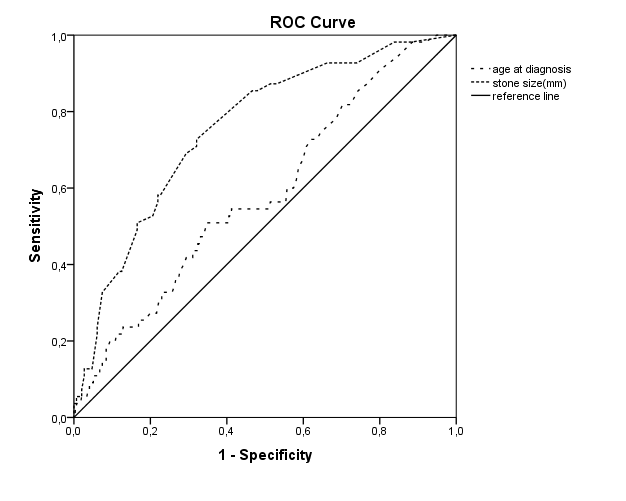 ROC Curve
1,0
0,8
0,6
0,4
0,2
0,0
Sensitivity
0,0 0,2 0,4 0,6 0,8 1,0
1 - Specificity
age at diagnosis
stone size(mm)
reference line